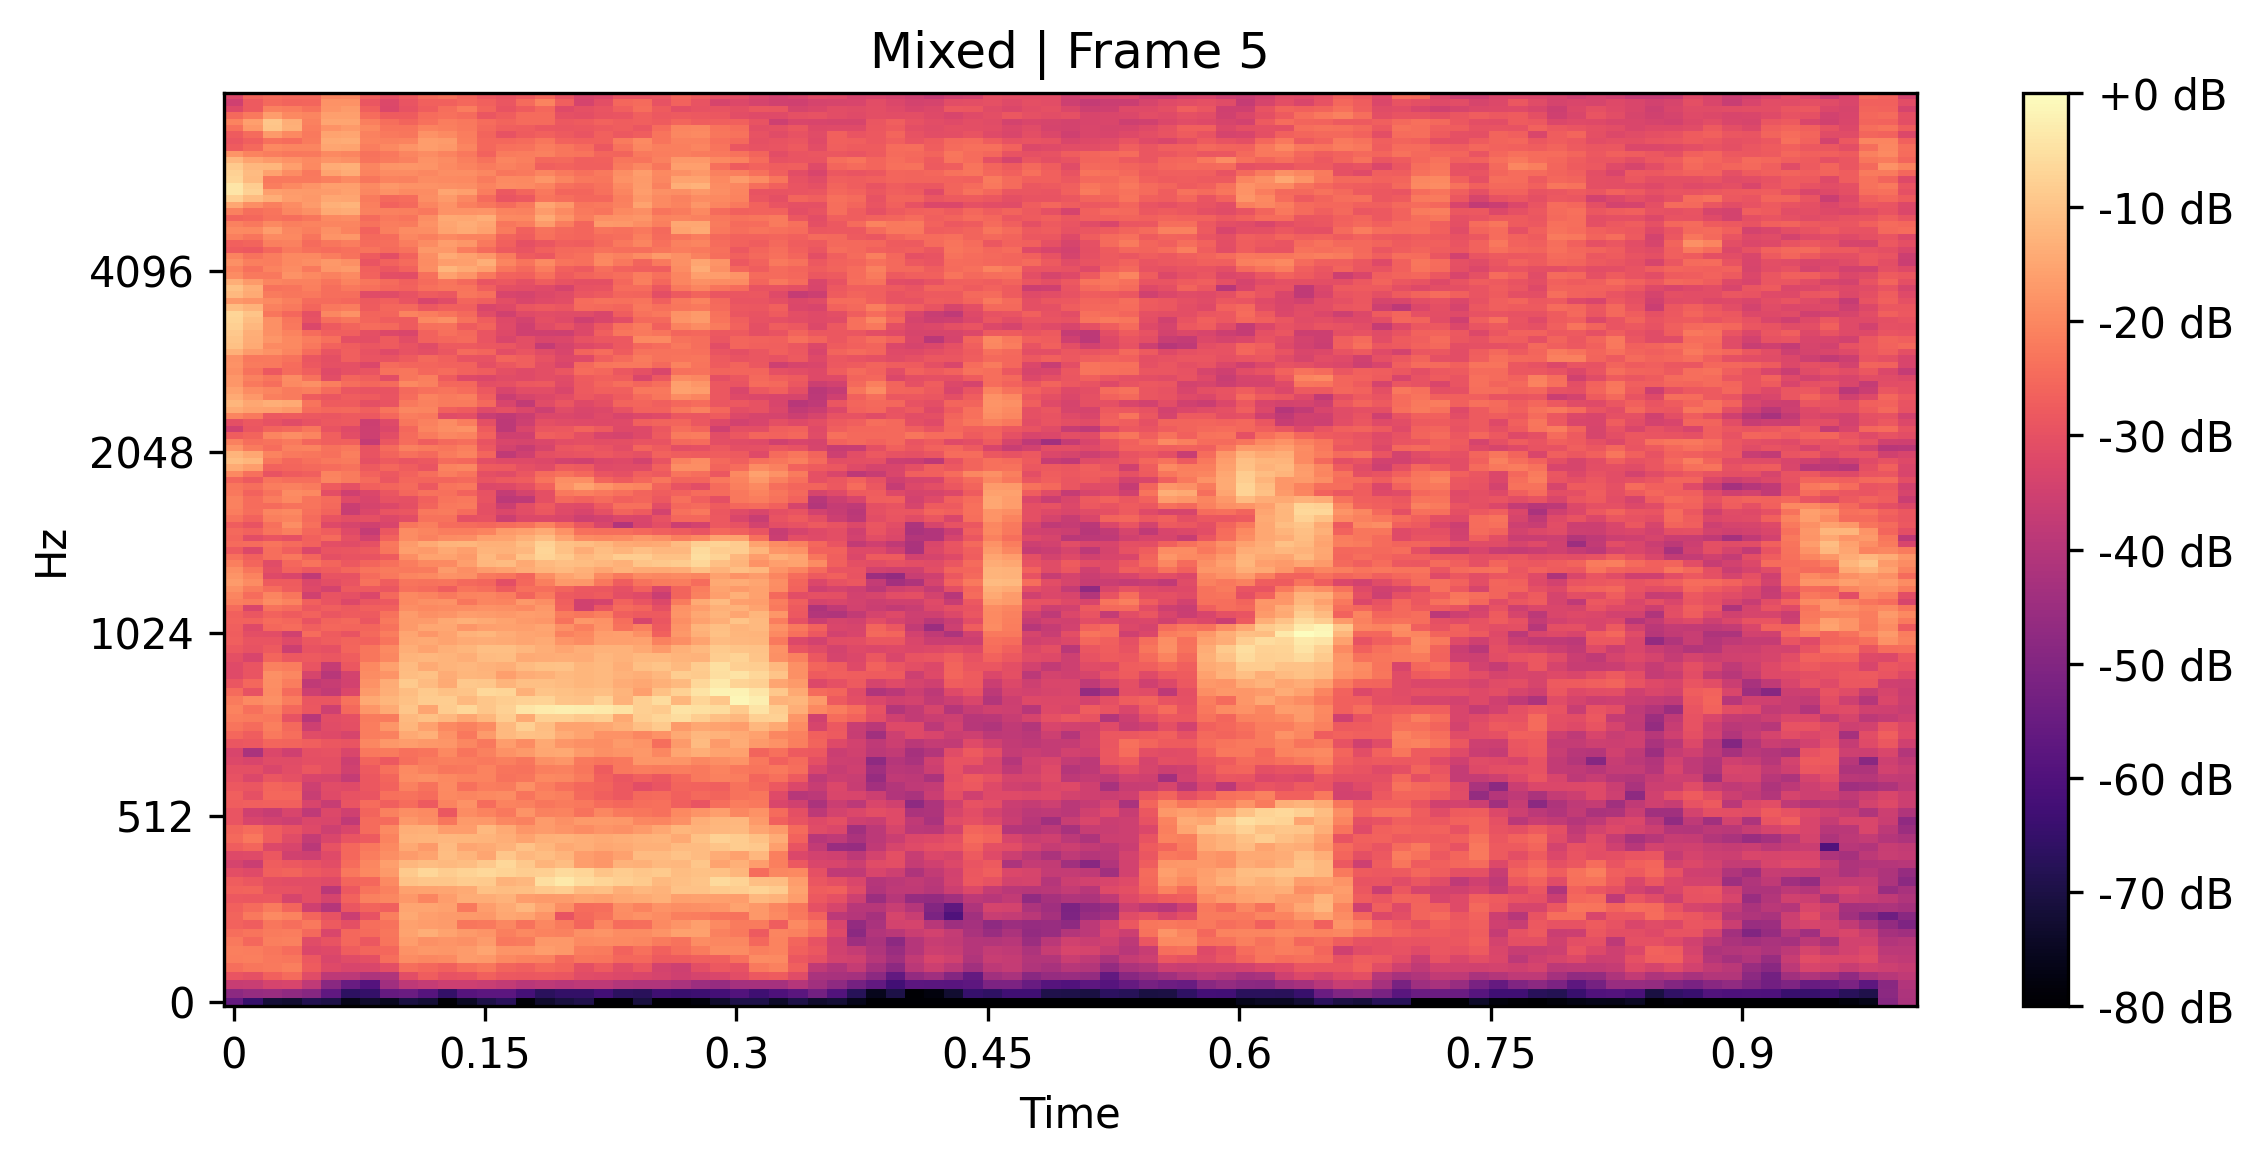 Mixed | Frame 5
+0 dB
-10 dB
-20 dB
-30 dB
-40 dB
-50 dB
-60 dB
-70 dB
-80 dB
Hz
4096
2048
1024
512
0
0 0.15 0.3 0.45 0.6 0.75 0.9
Time